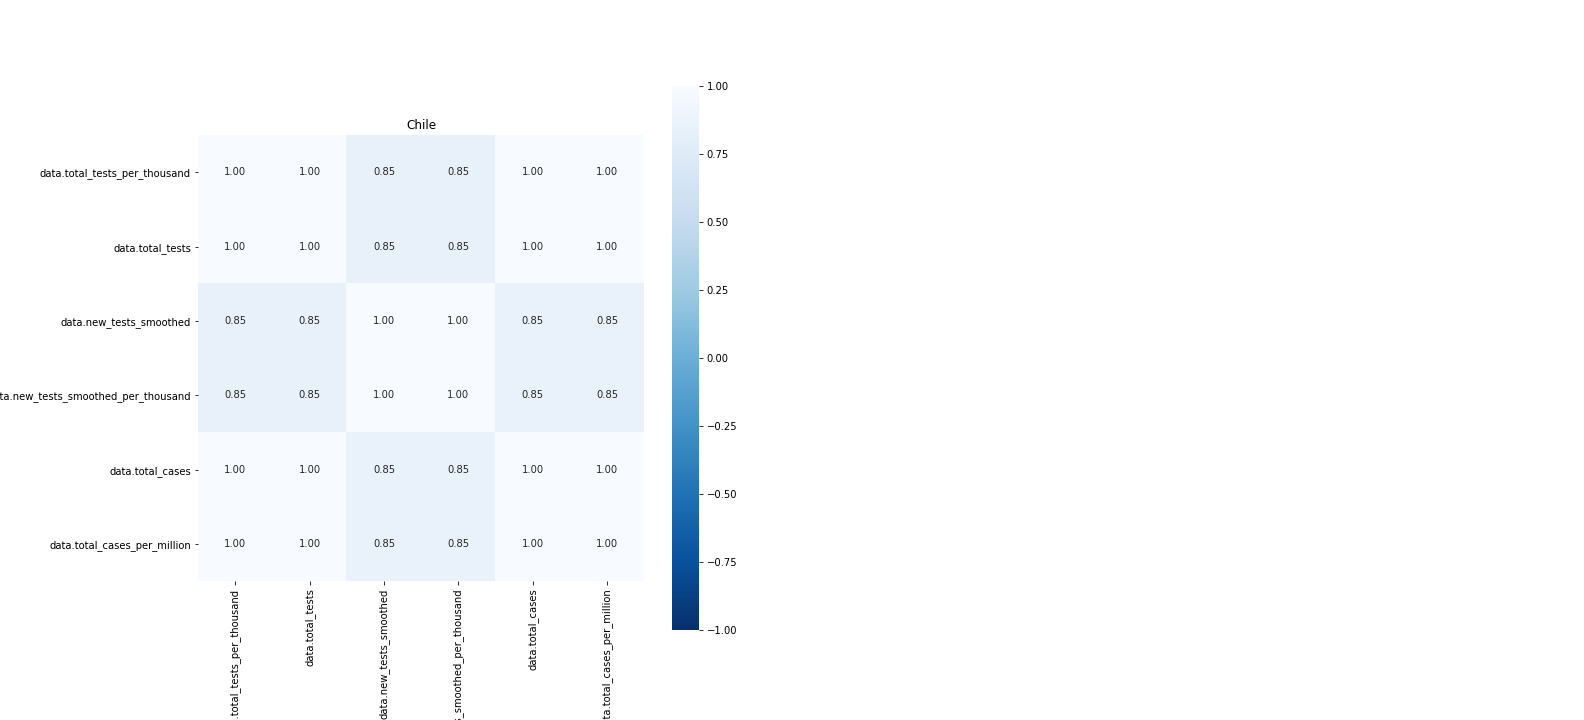 Chile
data.total_tests_per_thousand
1.00 1.00 0.85 0.85 1.00 1.00
data.total_tests
1.00 1.00 0.85 0.85 1.00 1.00
data.new_tests_smoothed
0.85 0.85 1.00 1.00 0.85 0.85
ta.new_tests_smoothed_per_thousand
0.85 0.85 1.00 1.00 0.85 0.85
data.total_cases
1.00 1.00 0.85 0.85 1.00 1.00
data.total_cases_per_million
1.00 1.00 0.85 0.85 1.00 1.00
.total_tests_per_thousand
data.total_tests
data.new_tests_smoothed
s_smoothed_per_thousand
data.total_cases
ta.total_cases_per_million
1.00
0.75
0.50
0.25
0.00
−0.25
−0.50
−0.75
−1.00